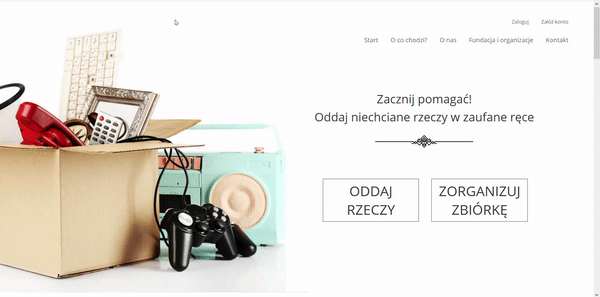 Zaloguj Załóż konto
Start O co chodzi? O nas Fundacja i organizacje Kontakt
Zacznij pomagać!
Oddaj niechciane rzeczy w zaufane ręce
ODDAJ
RZECZY
ZORGANIZUJ
ZBIÓRKĘ